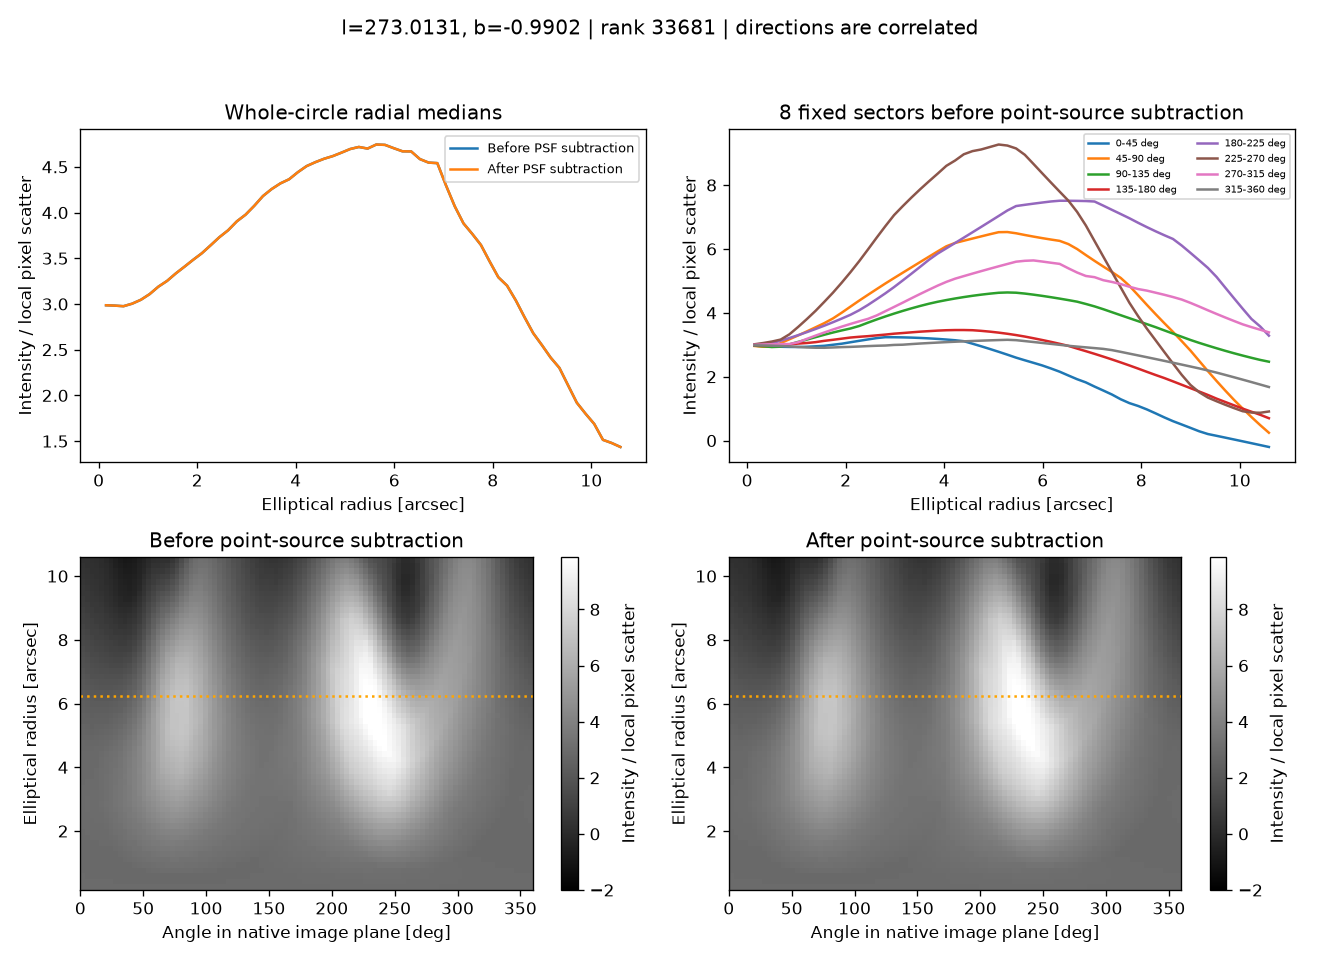 l=273.0131, b=-0.9902 | rank 33681 | directions are correlated
Whole-circle radial medians
Before PSF subtraction
After PSF subtraction
4.5
4.0
3.5
3.0
2.5
2.0
1.5
Intensity / local pixel scatter
0 2 4 6 8 10
Elliptical radius [arcsec]
8 fixed sectors before point-source subtraction
0-45 deg
45-90 deg
90-135 deg
135-180 deg
180-225 deg
225-270 deg
270-315 deg
315-360 deg
8
6
4
2
0
Intensity / local pixel scatter
0 2 4 6 8 10
Elliptical radius [arcsec]
Before point-source subtraction
10
8
6
4
2
Elliptical radius [arcsec]
0 50 100 150 200 250 300 350
Angle in native image plane [deg]
8
6
4
2
0
−2
Intensity / local pixel scatter
After point-source subtraction
10
8
6
4
2
Elliptical radius [arcsec]
0 50 100 150 200 250 300 350
Angle in native image plane [deg]
8
6
4
2
0
−2
Intensity / local pixel scatter